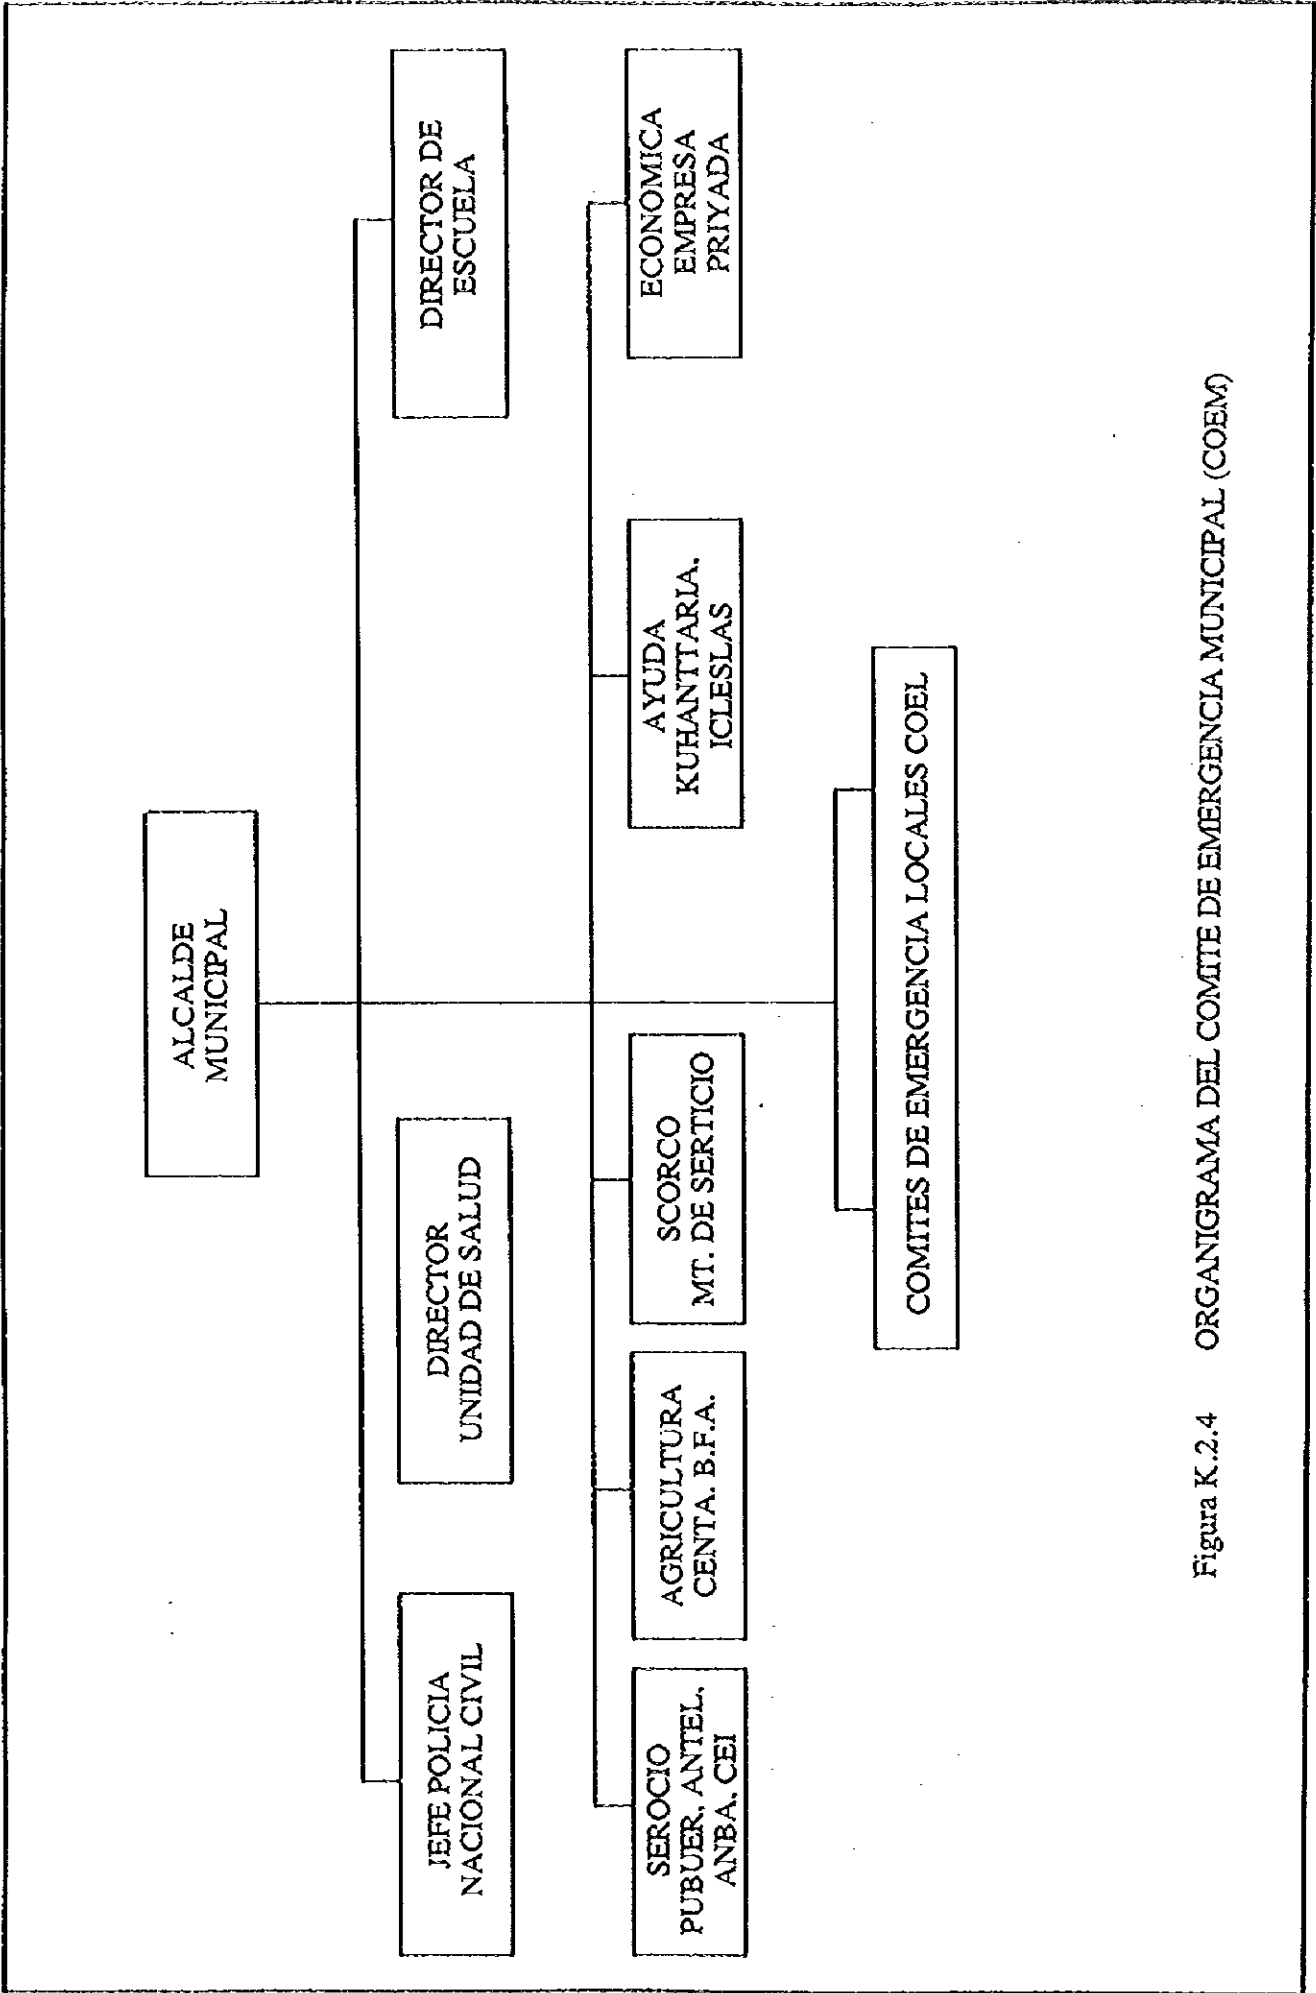 ALCALDE
MUNICIPAL
JEFE POLICIA
NACIONAL CIVIL
DIRECTOR
UNIDAD DE SALUD
DIRECTOR DE
ESCUELA
SEROCIO
PUBUER, ANTEL,
ANBA, CEI
AGRICULTURA
CENTA. B.F.A.
SCORCO
MT. DE SERTICIO
AYUDA
KUHANTTARIA,
ICLESLAS
ECONOMICA
EMPRESA
PRIYADA
COMITES DE EMERGENCIA LOCALES COEL
Figura K.2.4 ORGANIGRAMA DEL COMITE DE EMERGENCIA MUNICIPAL (COEM)